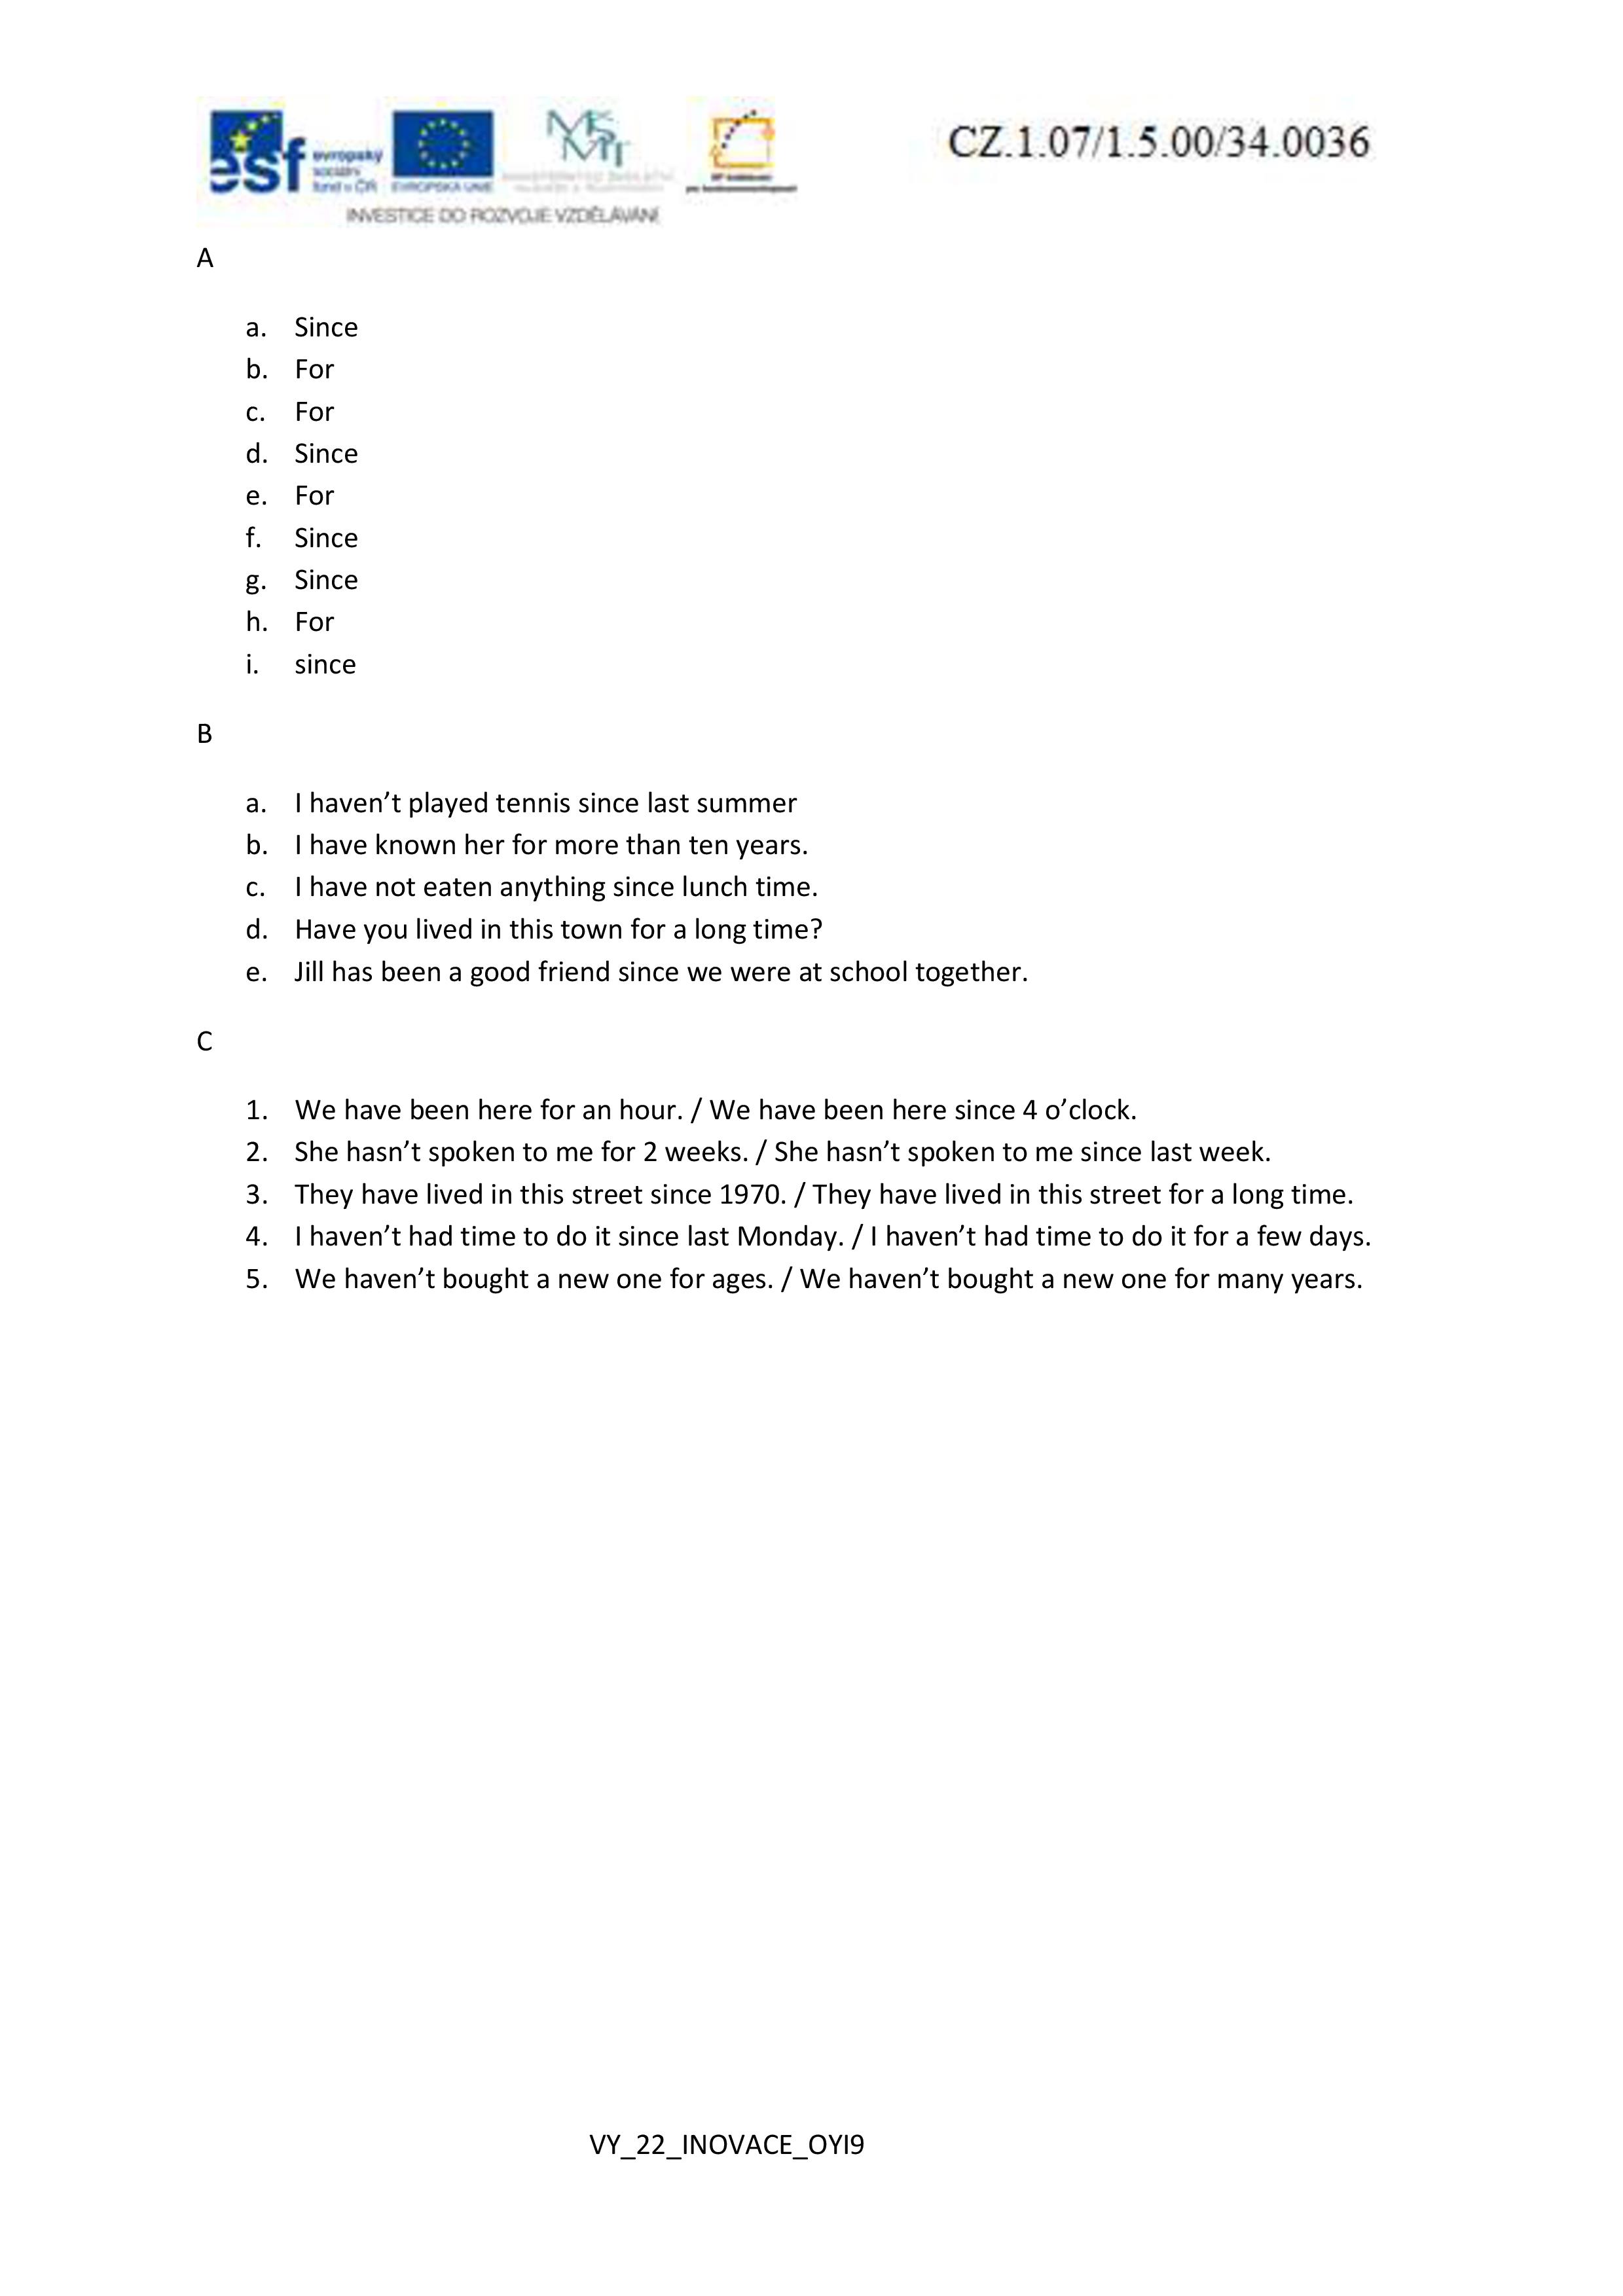 esf evropský sociální fond v ČR EVROPSKÁ UNIE
CZ.1.07/1.5.00/34.0036
INVESTICE DO ROZVOJE VZDĚLÁVÁNÍ
A
a. Since
b. For
c. For
d. Since
e. For
f. Since
g. Since
h. For
i. since
B
a. I haven’t played tennis since last summer
b. I have known her for more than ten years.
c. I have not eaten anything since lunch time.
d. Have you lived in this town for a long time?
e. Jill has been a good friend since we were at school together.
C
1. We have been here for an hour. / We have been here since 4 o’clock.
2. She hasn’t spoken to me for 2 weeks. / She hasn’t spoken to me since last week.
3. They have lived in this street since 1970. / They have lived in this street for a long time.
4. I haven’t had time to do it since last Monday. / I haven’t had time to do it for a few days.
5. We haven’t bought a new one for ages. / We haven’t bought a new one for many years.
VY_22_INOVACE_OYI9